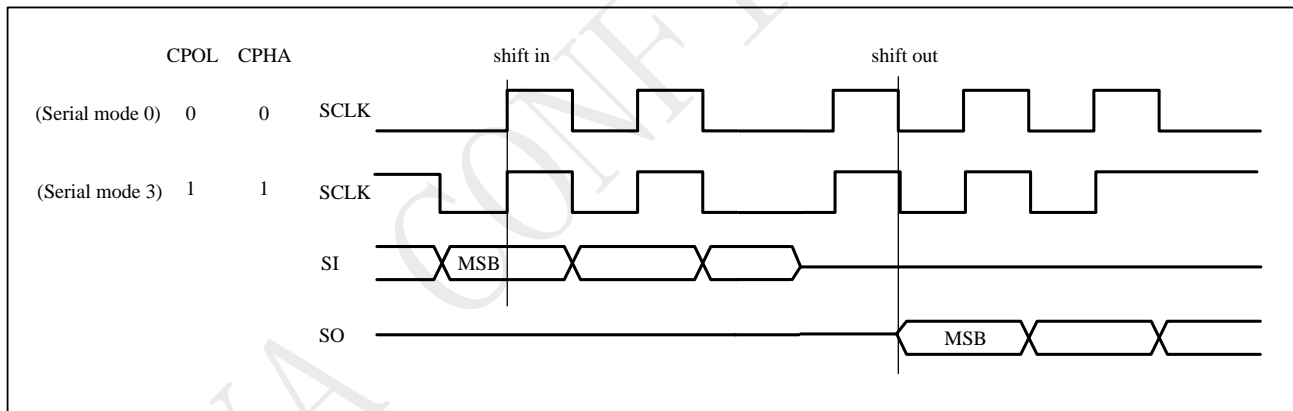 CPOL CPHA shift in shift out
(Serial mode 0) 0 0 SCLK
(Serial mode 3) 1 1 SCLK
SI MSB
SO MSB